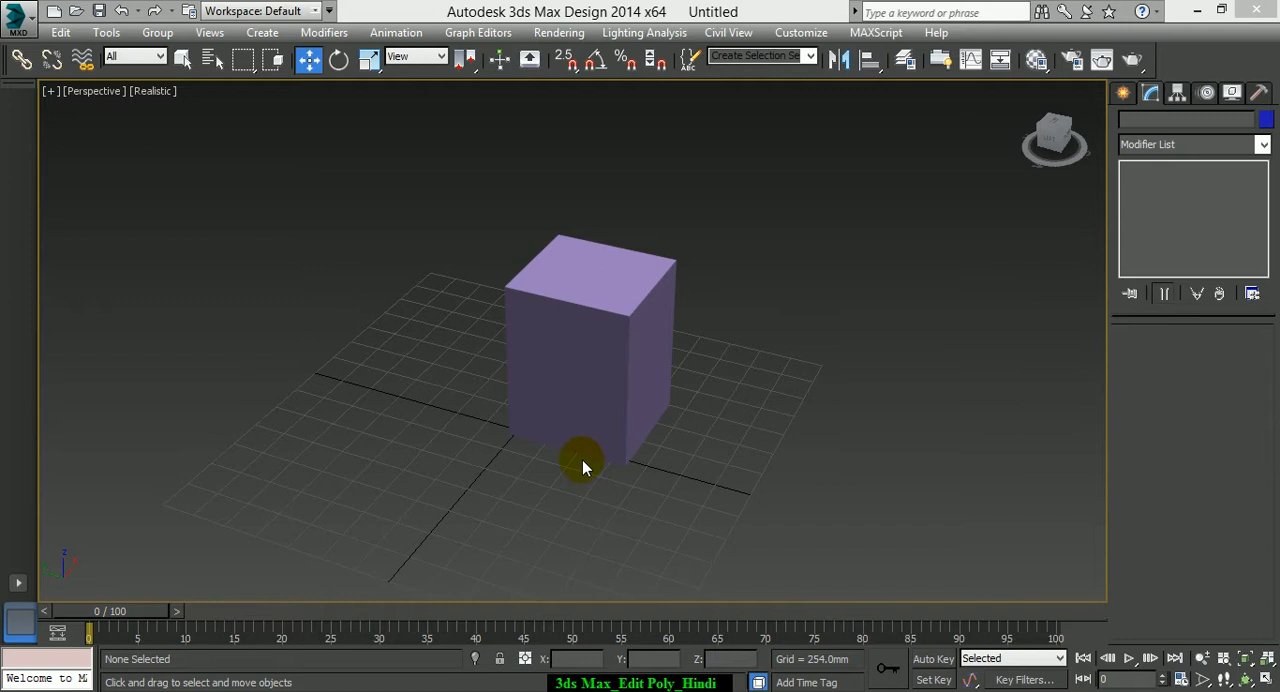 Workspace: Default
Autodesk 3ds Max Design 2014 x64
Untitled
Type a keyword or phrase
MXD
Edit
Tools
Group
Views
Create
Modifiers
Animation
Graph Editors
Rendering
Lighting Analysis
Civil View
Customize
MAXScript
Help
All
View
2.5
Create Selection Se
[+] [Perspective] [Realistic]
Modifier List
z
0 / 100
0 5 10 15 20 25 30 35 40 45 50 55 60 65 70 75 80 85 90 95 100
None Selected
X:
Y:
Z:
Grid = 254.0mm
Auto Key
Selected
Welcome to M
Click and drag to select and move objects
3ds Max_Edit Poly_Hindi
Add Time Tag
Set Key
Key Filters...
0